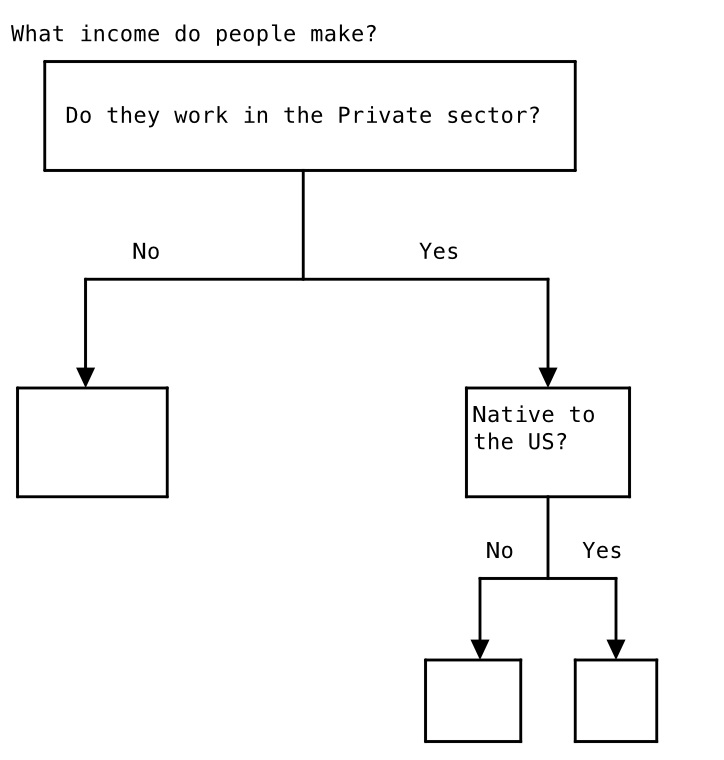 What income do people make?
Do they work in the Private sector?
No
Yes
Native to
the US?
No
Yes